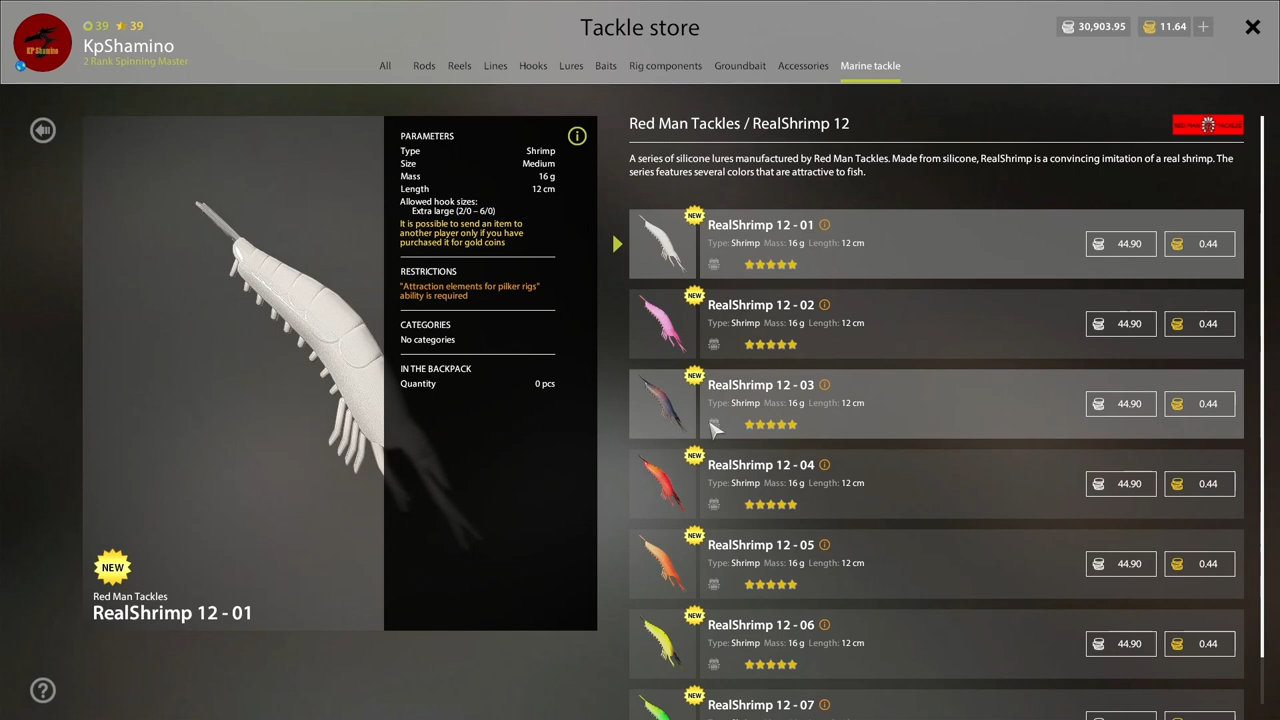 39 39
KpShamino
2 Rank Spinning Master
KP Shamino
Tackle store
30,903.95 11.64 +
All Rods Reels Lines Hooks Lures Baits Rig components Groundbait Accessories Marine tackle
PARAMETERS
Type Shrimp
Size Medium
Mass 16 g
Length 12 cm
Allowed hook sizes:
Extra large (2/0 – 6/0)
It is possible to send an item to
another player only if you have
purchased it for gold coins
RESTRICTIONS
"Attraction elements for pilker rigs"
ability is required
CATEGORIES
No categories
IN THE BACKPACK
Quantity 0 pcs
NEW
Red Man Tackles
RealShrimp 12 - 01
Red Man Tackles / RealShrimp 12
RED MAN TACKLES
A series of silicone lures manufactured by Red Man Tackles. Made from silicone, RealShrimp is a convincing imitation of a real shrimp. The
series features several colors that are attractive to fish.
NEW
RealShrimp 12 - 01
Type: Shrimp Mass: 16 g Length: 12 cm
44.90 0.44
NEW
RealShrimp 12 - 02
Type: Shrimp Mass: 16 g Length: 12 cm
44.90 0.44
NEW
RealShrimp 12 - 03
Type: Shrimp Mass: 16 g Length: 12 cm
44.90 0.44
NEW
RealShrimp 12 - 04
Type: Shrimp Mass: 16 g Length: 12 cm
44.90 0.44
NEW
RealShrimp 12 - 05
Type: Shrimp Mass: 16 g Length: 12 cm
44.90 0.44
NEW
RealShrimp 12 - 06
Type: Shrimp Mass: 16 g Length: 12 cm
44.90 0.44
NEW
RealShrimp 12 - 07
?